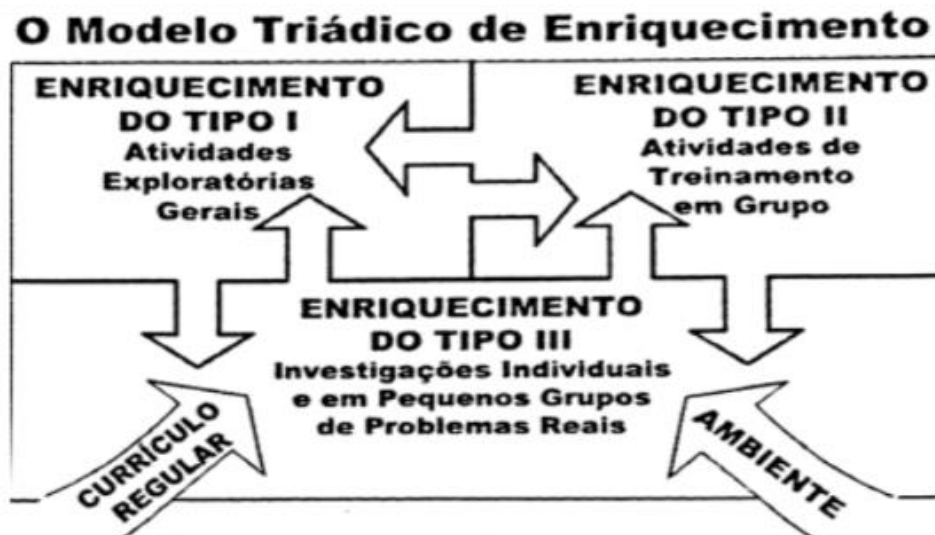 O Modelo Triádico de Enriquecimento
ENRIQUECIMENTO
DO TIPO I
Atividades
Exploratórias
Gerais
ENRIQUECIMENTO
DO TIPO II
Atividades de
Treinamento
em Grupo
ENRIQUECIMENTO
DO TIPO III
Investigações Individuais
e em Pequenos Grupos
de Problemas Reais
CURRÍCULO
REGULAR
AMBIENTE